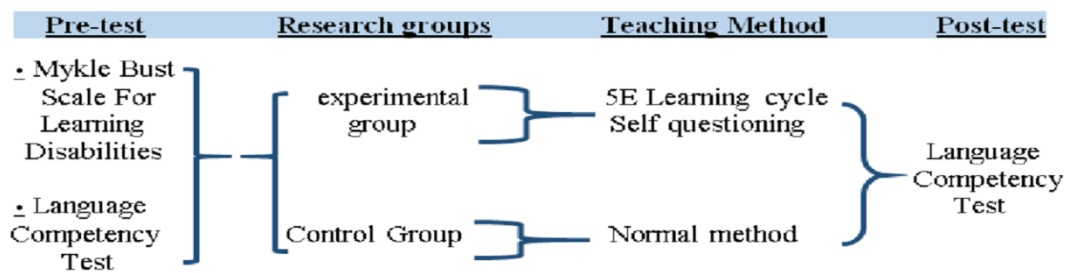 Pre-test
Research groups
Teaching Method
Post-test
• Mykle Bust
Scale For
Learning
Disabilities
• Language
Competency
Test
experimental
group
Control Group
5E Learning cycle
Self questioning
Normal method
Language
Competency
Test